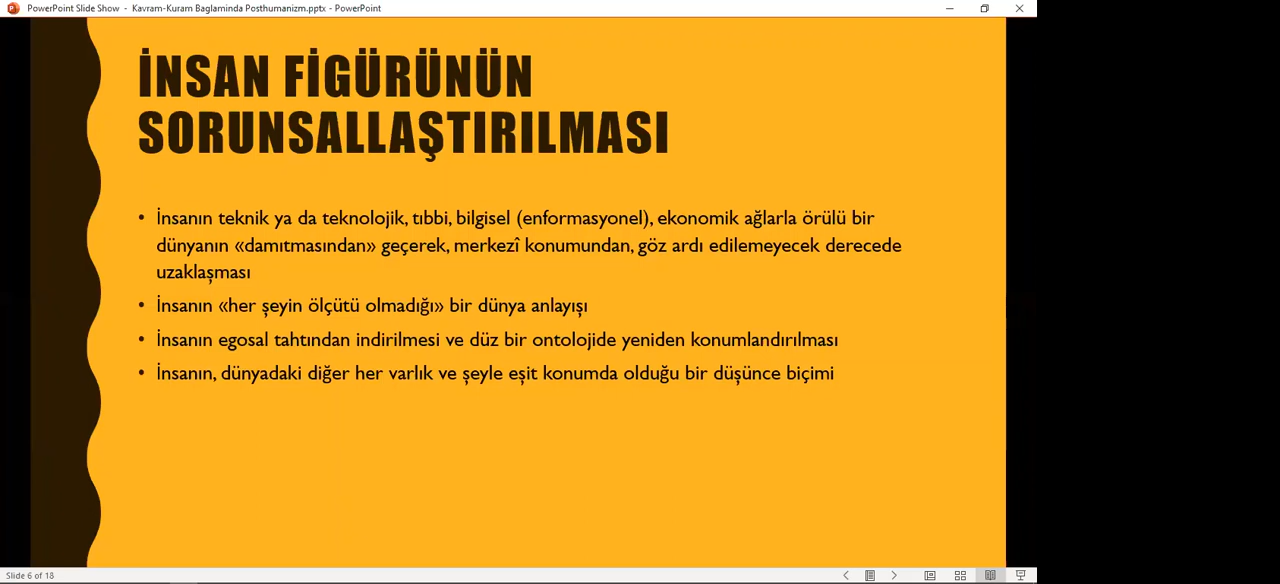 PowerPoint Slide Show - Kavram-Kuram Baglaminda Posthumanizm.pptx - PowerPoint
İNSAN FİGÜRÜNÜN
SORUNSALLAŞTIRILMASI
• İnsanın teknik ya da teknolojik, tıbbi, bilgisel (enformasyonel), ekonomik ağlarla örülü bir
dünyanın «damıtmasından» geçerek, merkezî konumundan, göz ardı edilemeyecek derecede
uzaklaşması
• İnsanın «her şeyin ölçütü olmadığı» bir dünya anlayışı
• İnsanın egosal tahtından indirilmesi ve düz bir ontolojide yeniden konumlandırılması
• İnsanın, dünyadaki diğer her varlık ve şeyle eşit konumda olduğu bir düşünce biçimi
Slide 6 of 18